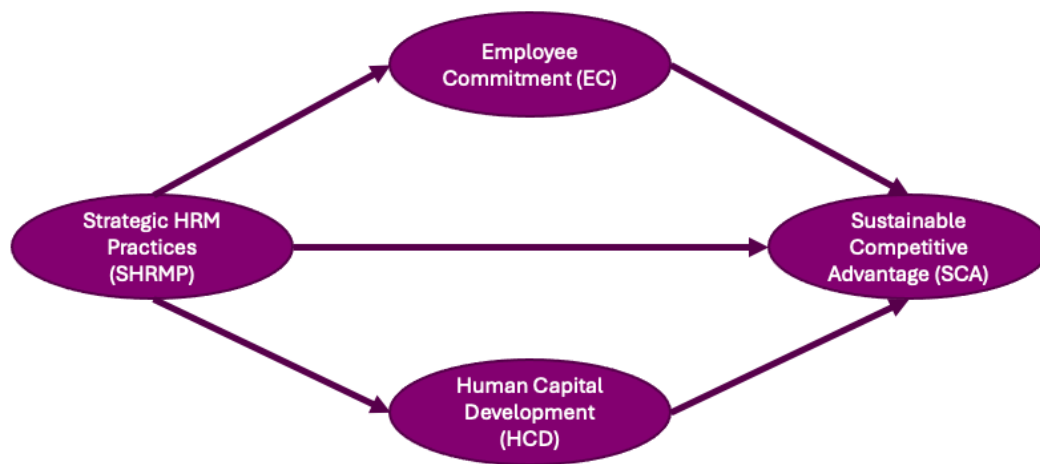 Employee
Commitment (EC)
Strategic HRM
Practices
(SHRMP)
Sustainable
Competitive
Advantage (SCA)
Human Capital
Development
(HCD)